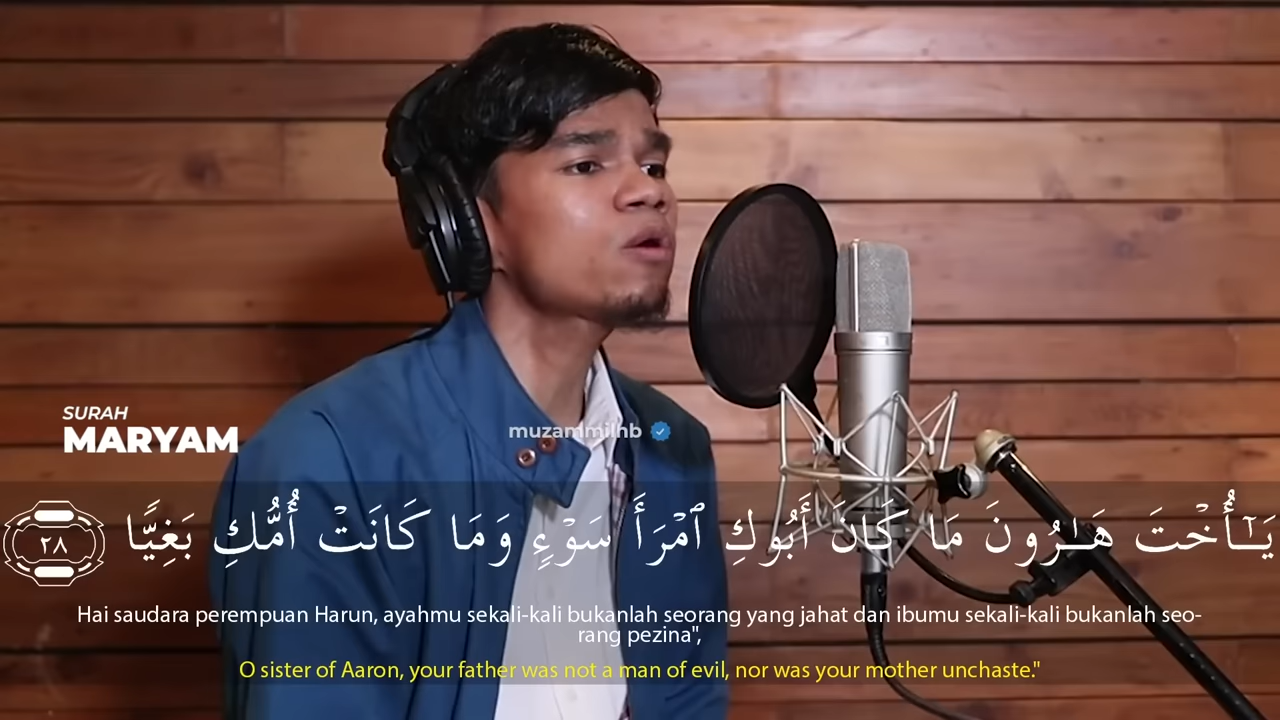 SURAH
MARYAM
muzammilhb
يَـٰٓأُخْتَ هَـٰرُونَ مَا كَانَ أَبُوكِ ٱمْرَأَ سَوْءٍ وَمَا كَانَتْ أُمُّكِ بَغِيًّا ٢٨
Hai saudara perempuan Harun, ayahmu sekali-kali bukanlah seorang yang jahat dan ibumu sekali-kali bukanlah seo-
rang pezina",
O sister of Aaron, your father was not a man of evil, nor was your mother unchaste."